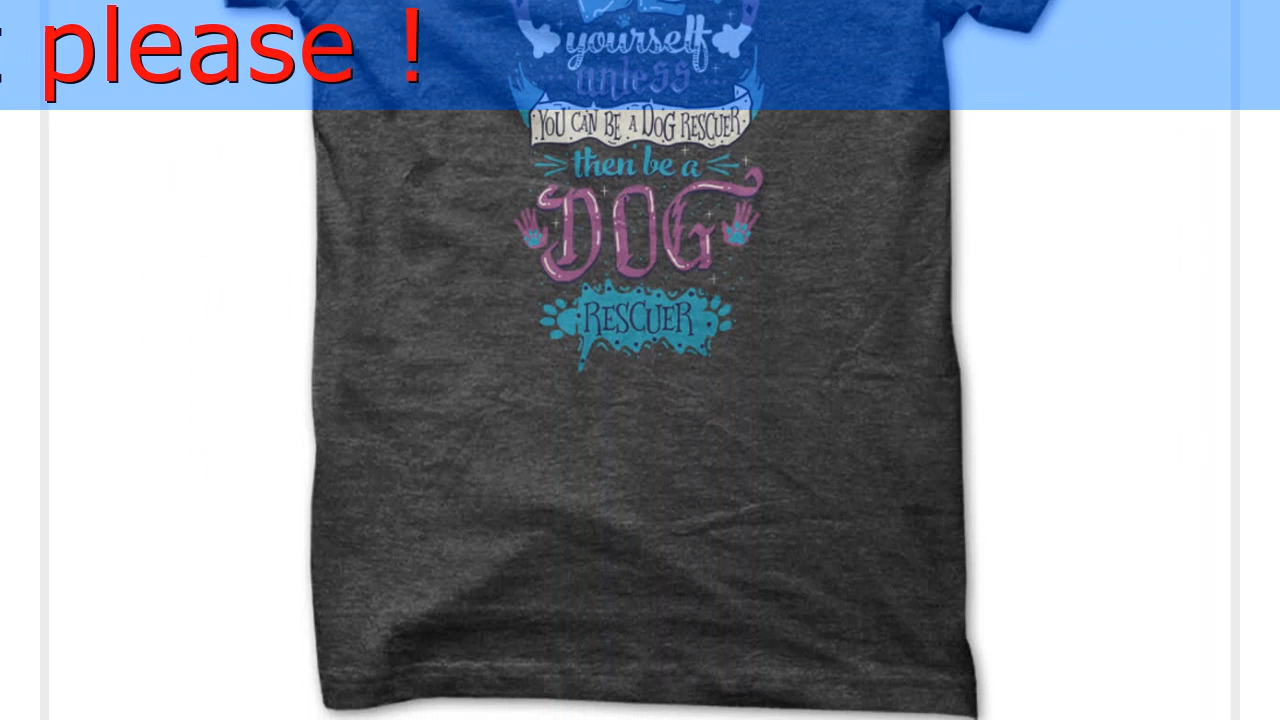 please !
yourself
unless
YOU CAN BE A DOG RESCUER
then be a
DOG
RESCUER